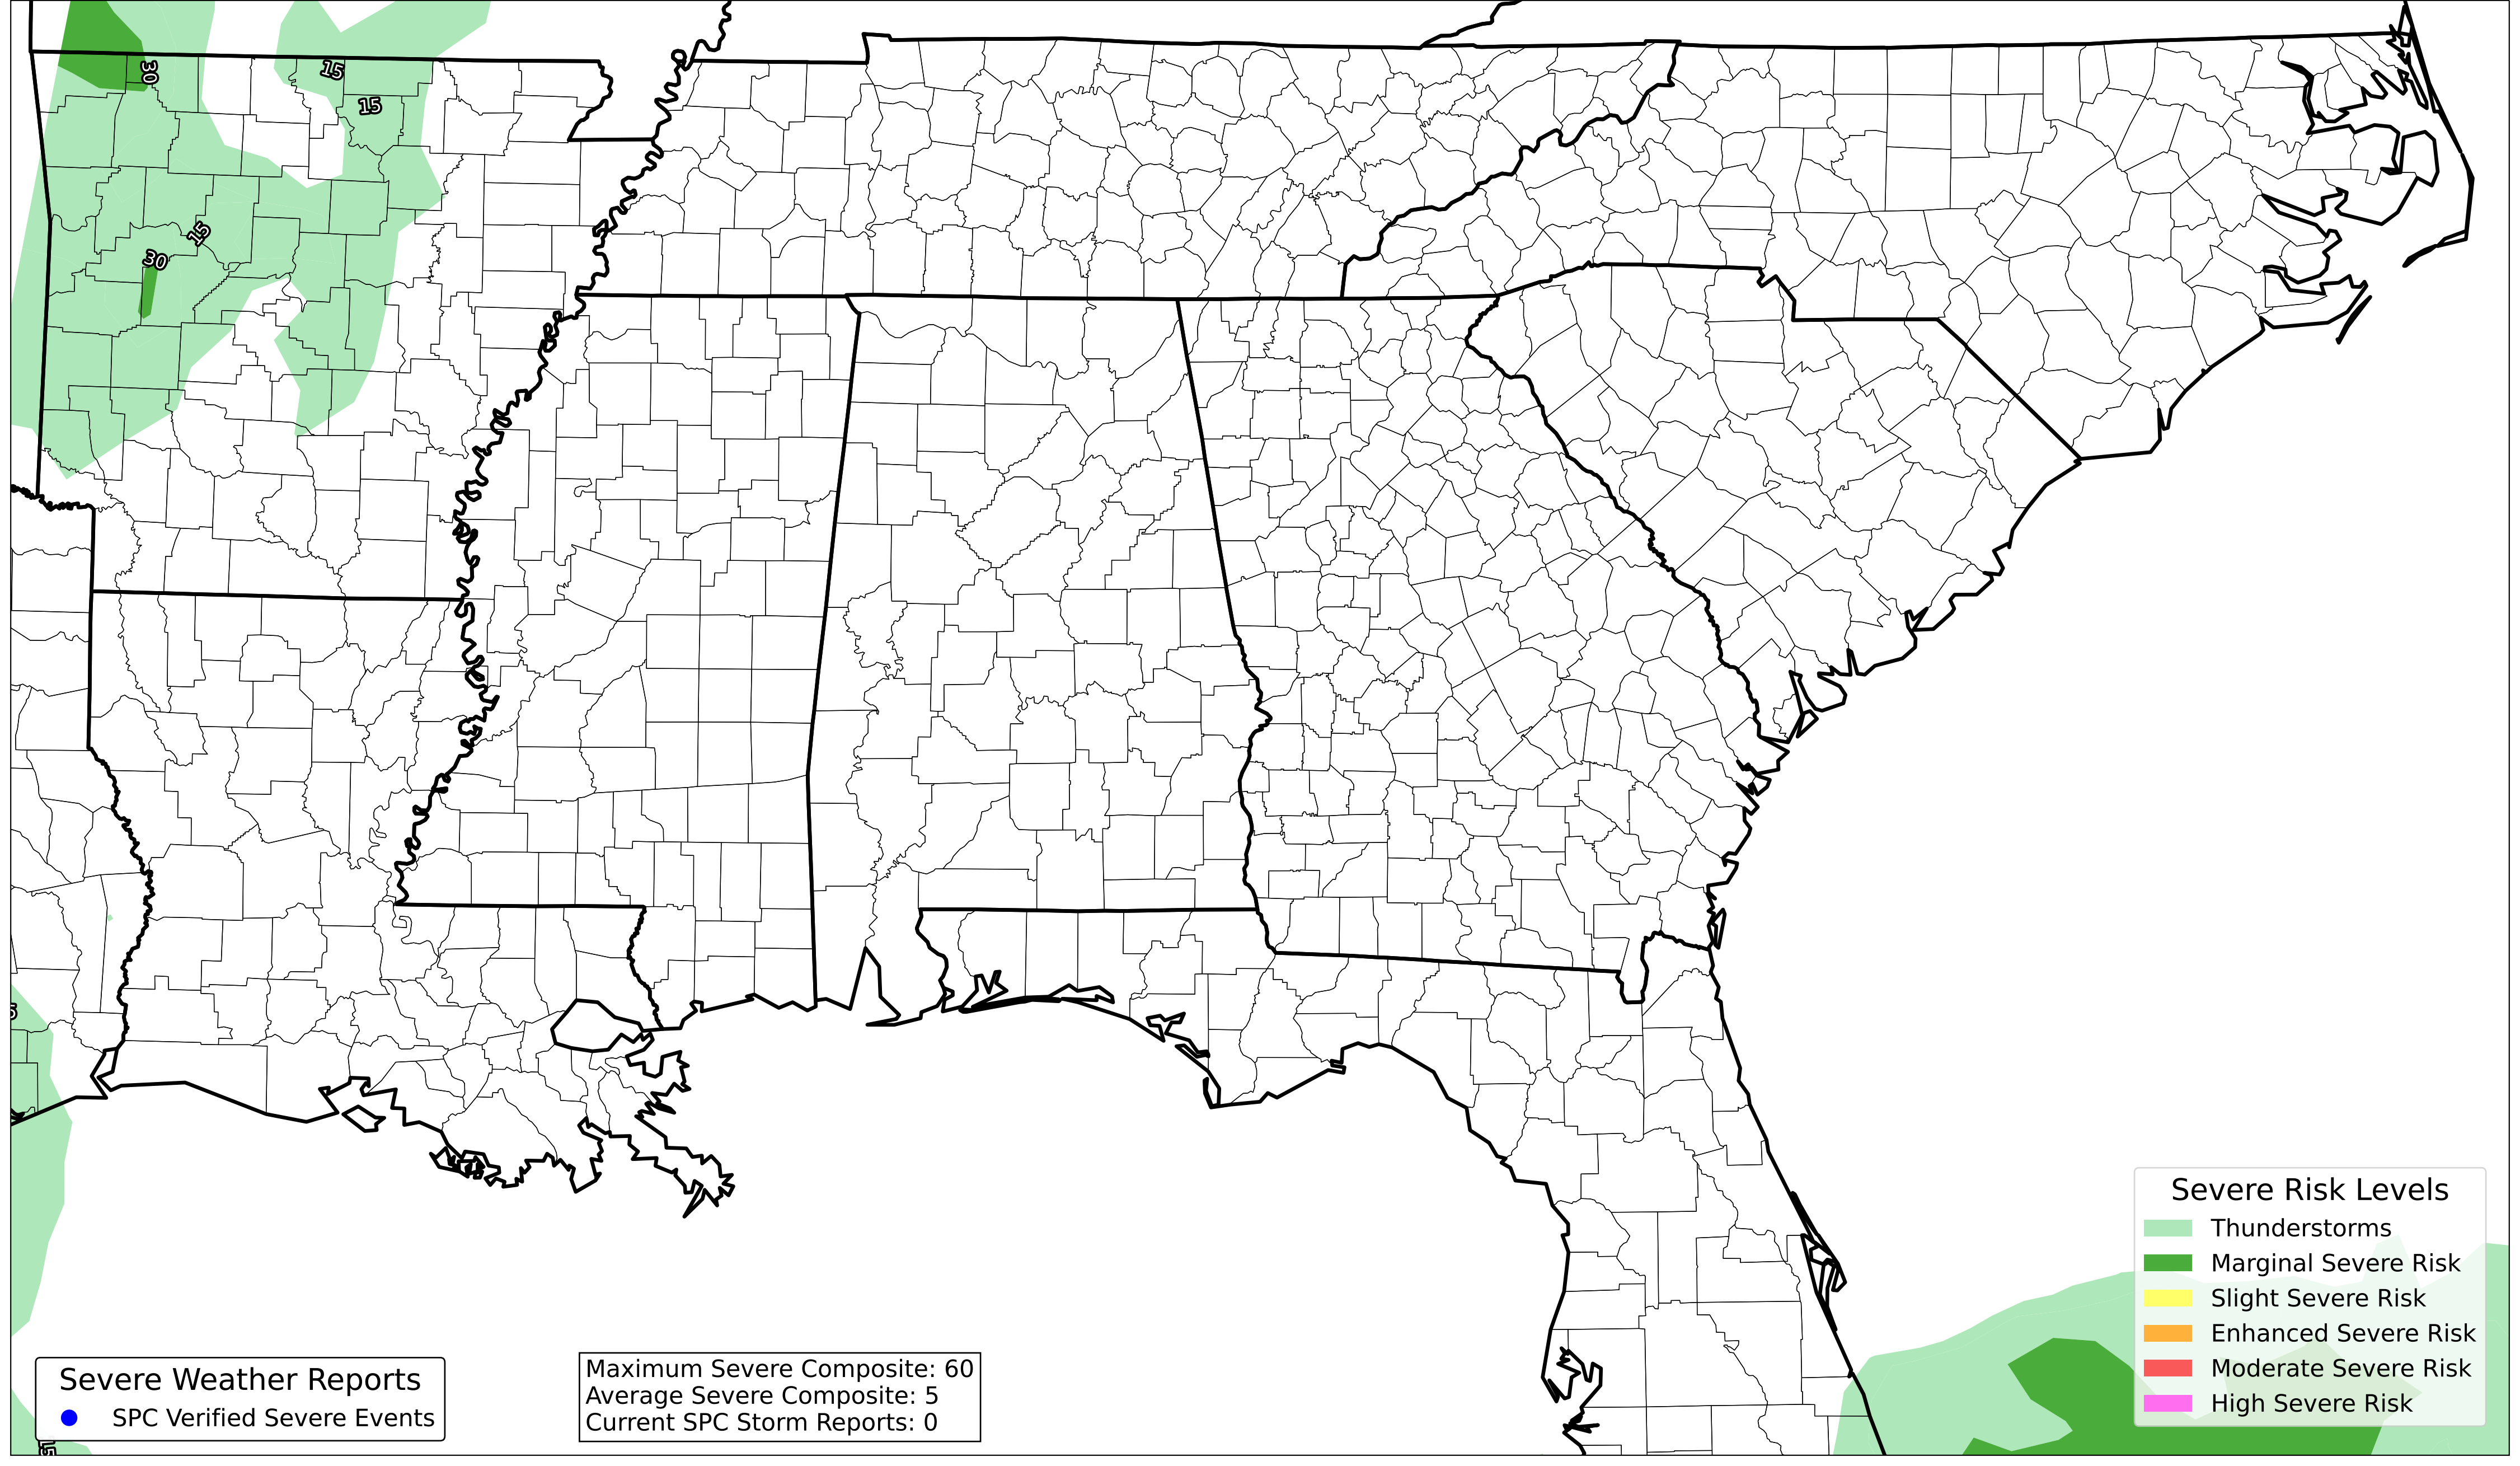 30
15
15
15
30
5
15
Severe Risk Levels
Thunderstorms
Marginal Severe Risk
Slight Severe Risk
Enhanced Severe Risk
Moderate Severe Risk
High Severe Risk
Severe Weather Reports
SPC Verified Severe Events
Maximum Severe Composite: 60
Average Severe Composite: 5
Current SPC Storm Reports: 0